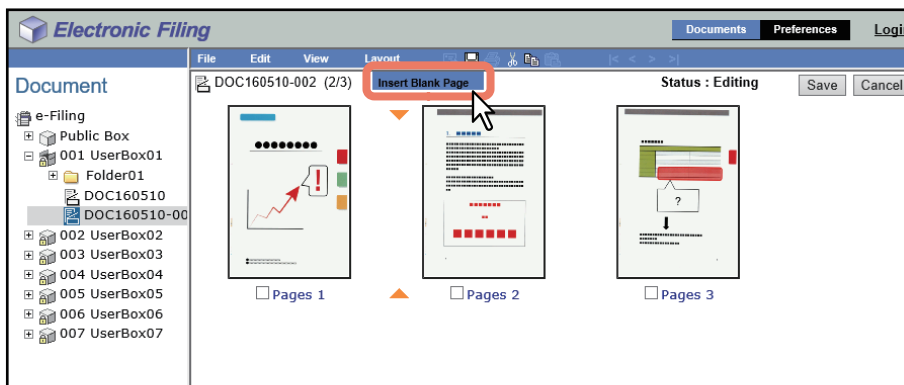 Electronic Filing
Documents Preferences Logi
File Edit View Layout
|< < > >|
Document
DOC160510-002 (2/3)
Insert Blank Page
Status : Editing
Save
Cancel
e-Filing
Public Box
001 UserBox01
Folder01
DOC160510
DOC160510-00
002 UserBox02
003 UserBox03
004 UserBox04
005 UserBox05
006 UserBox06
007 UserBox07
!
1.
?
Pages 1
Pages 2
Pages 3